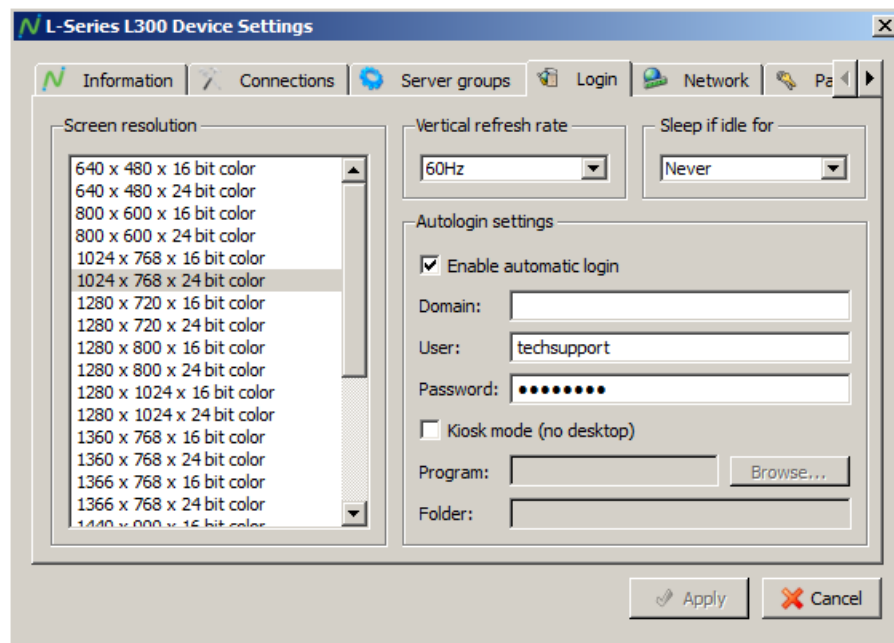 L-Series L300 Device Settings
Information Connections Server groups Login Network Pa
Screen resolution
640 x 480 x 16 bit color
640 x 480 x 24 bit color
800 x 600 x 16 bit color
800 x 600 x 24 bit color
1024 x 768 x 16 bit color
1024 x 768 x 24 bit color
1280 x 720 x 16 bit color
1280 x 720 x 24 bit color
1280 x 800 x 16 bit color
1280 x 800 x 24 bit color
1280 x 1024 x 16 bit color
1280 x 1024 x 24 bit color
1360 x 768 x 16 bit color
1360 x 768 x 24 bit color
1366 x 768 x 16 bit color
1366 x 768 x 24 bit color
1440 x 900 x 16 bit color
Vertical refresh rate
60Hz
Sleep if idle for
Never
Autologin settings
Enable automatic login
Domain:
User: techsupport
Password: ●●●●●●●●
Kiosk mode (no desktop)
Program: Browse...
Folder:
Apply Cancel